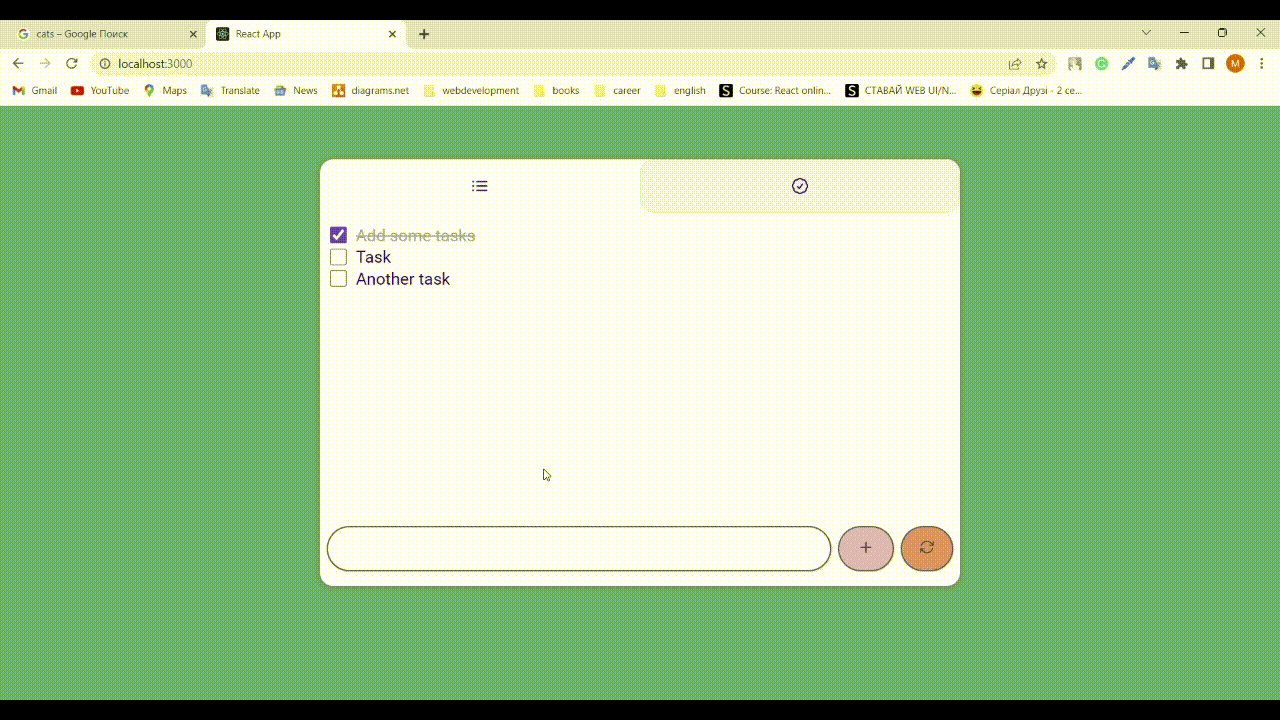 cats – Google Поиск
React App
localhost:3000
M
Gmail
YouTube
Maps
Translate
News
diagrams.net
webdevelopment
books
career
english
S
Course: React onlin...
S
СТАВАЙ WEB UI/N...
Серіал Друзі - 2 се...
Add some tasks
Task
Another task